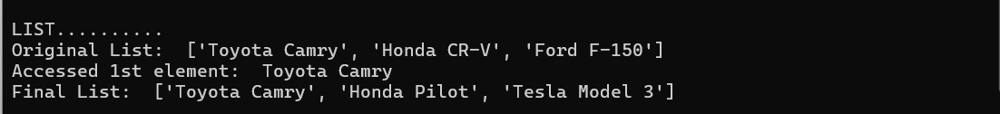 LIST..........
Original List:  ['Toyota Camry', 'Honda CR-V', 'Ford F-150']
Accessed 1st element:  Toyota Camry
Final List:  ['Toyota Camry', 'Honda Pilot', 'Tesla Model 3']